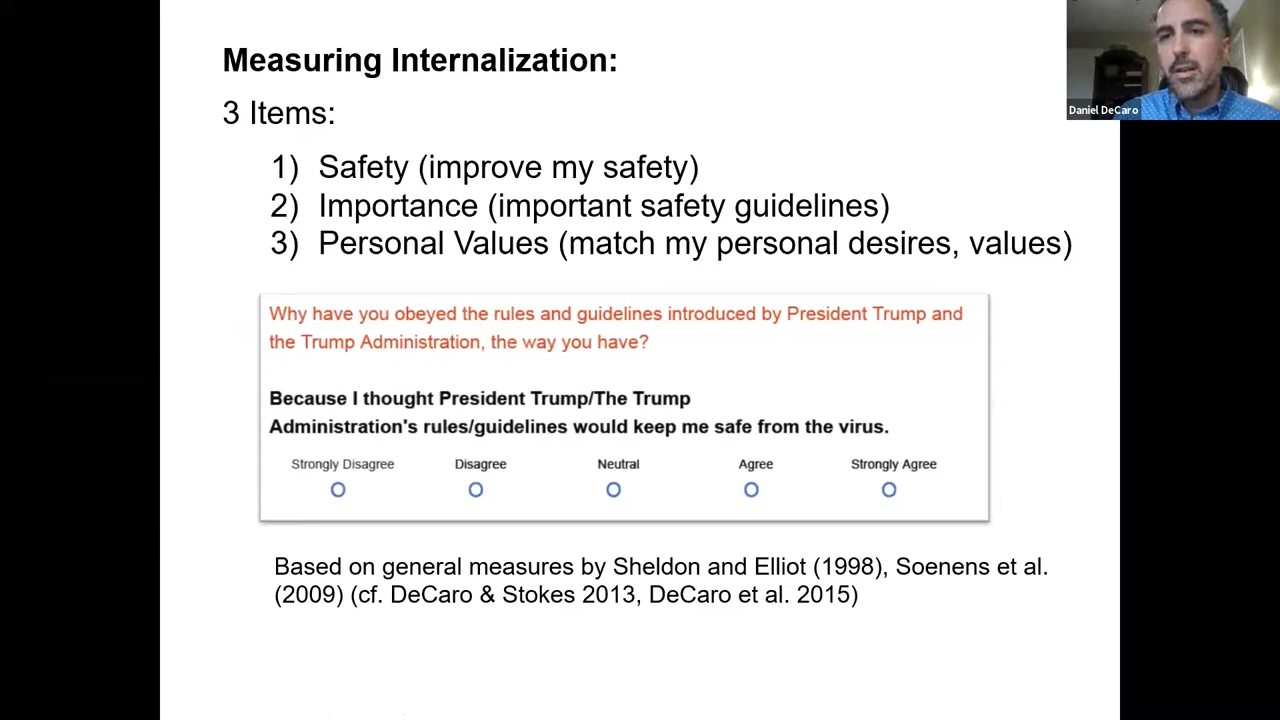 Measuring Internalization:
Daniel DeCaro
3 Items:
1) Safety (improve my safety)
2) Importance (important safety guidelines)
3) Personal Values (match my personal desires, values)
Why have you obeyed the rules and guidelines introduced by President Trump and
the Trump Administration, the way you have?
Because I thought President Trump/The Trump
Administration's rules/guidelines would keep me safe from the virus.
Strongly Disagree Disagree Neutral Agree Strongly Agree
Based on general measures by Sheldon and Elliot (1998), Soenens et al.
(2009) (cf. DeCaro & Stokes 2013, DeCaro et al. 2015)